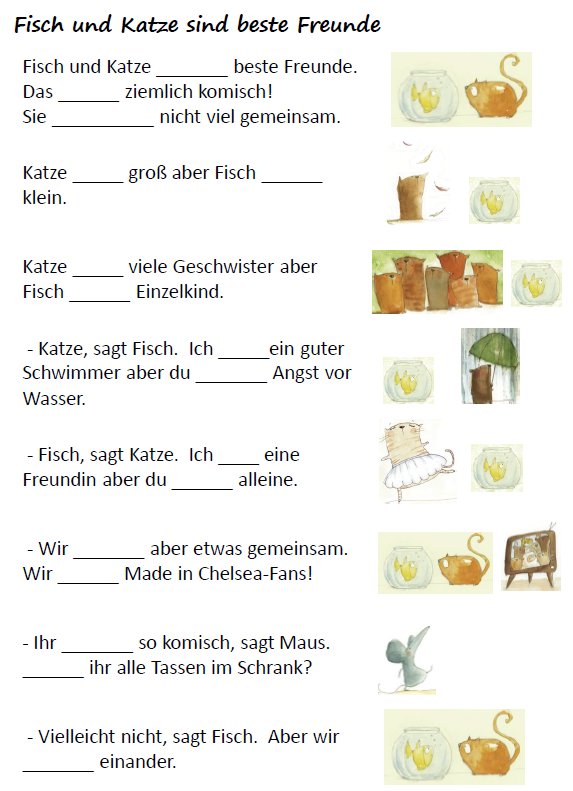 Fisch und Katze sind beste Freunde
Fisch und Katze _______ beste Freunde.
Das ______ ziemlich komisch!
Sie __________ nicht viel gemeinsam.
Katze _____ groß aber Fisch ______
klein.
Katze _____ viele Geschwister aber
Fisch ______ Einzelkind.
- Katze, sagt Fisch. Ich _____ein guter
Schwimmer aber du _______ Angst vor
Wasser.
- Fisch, sagt Katze. Ich ____ eine
Freundin aber du ______ alleine.
- Wir _______ aber etwas gemeinsam.
Wir ______ Made in Chelsea-Fans!
- Ihr _______ so komisch, sagt Maus.
______ ihr alle Tassen im Schrank?
- Vielleicht nicht, sagt Fisch. Aber wir
_______ einander.